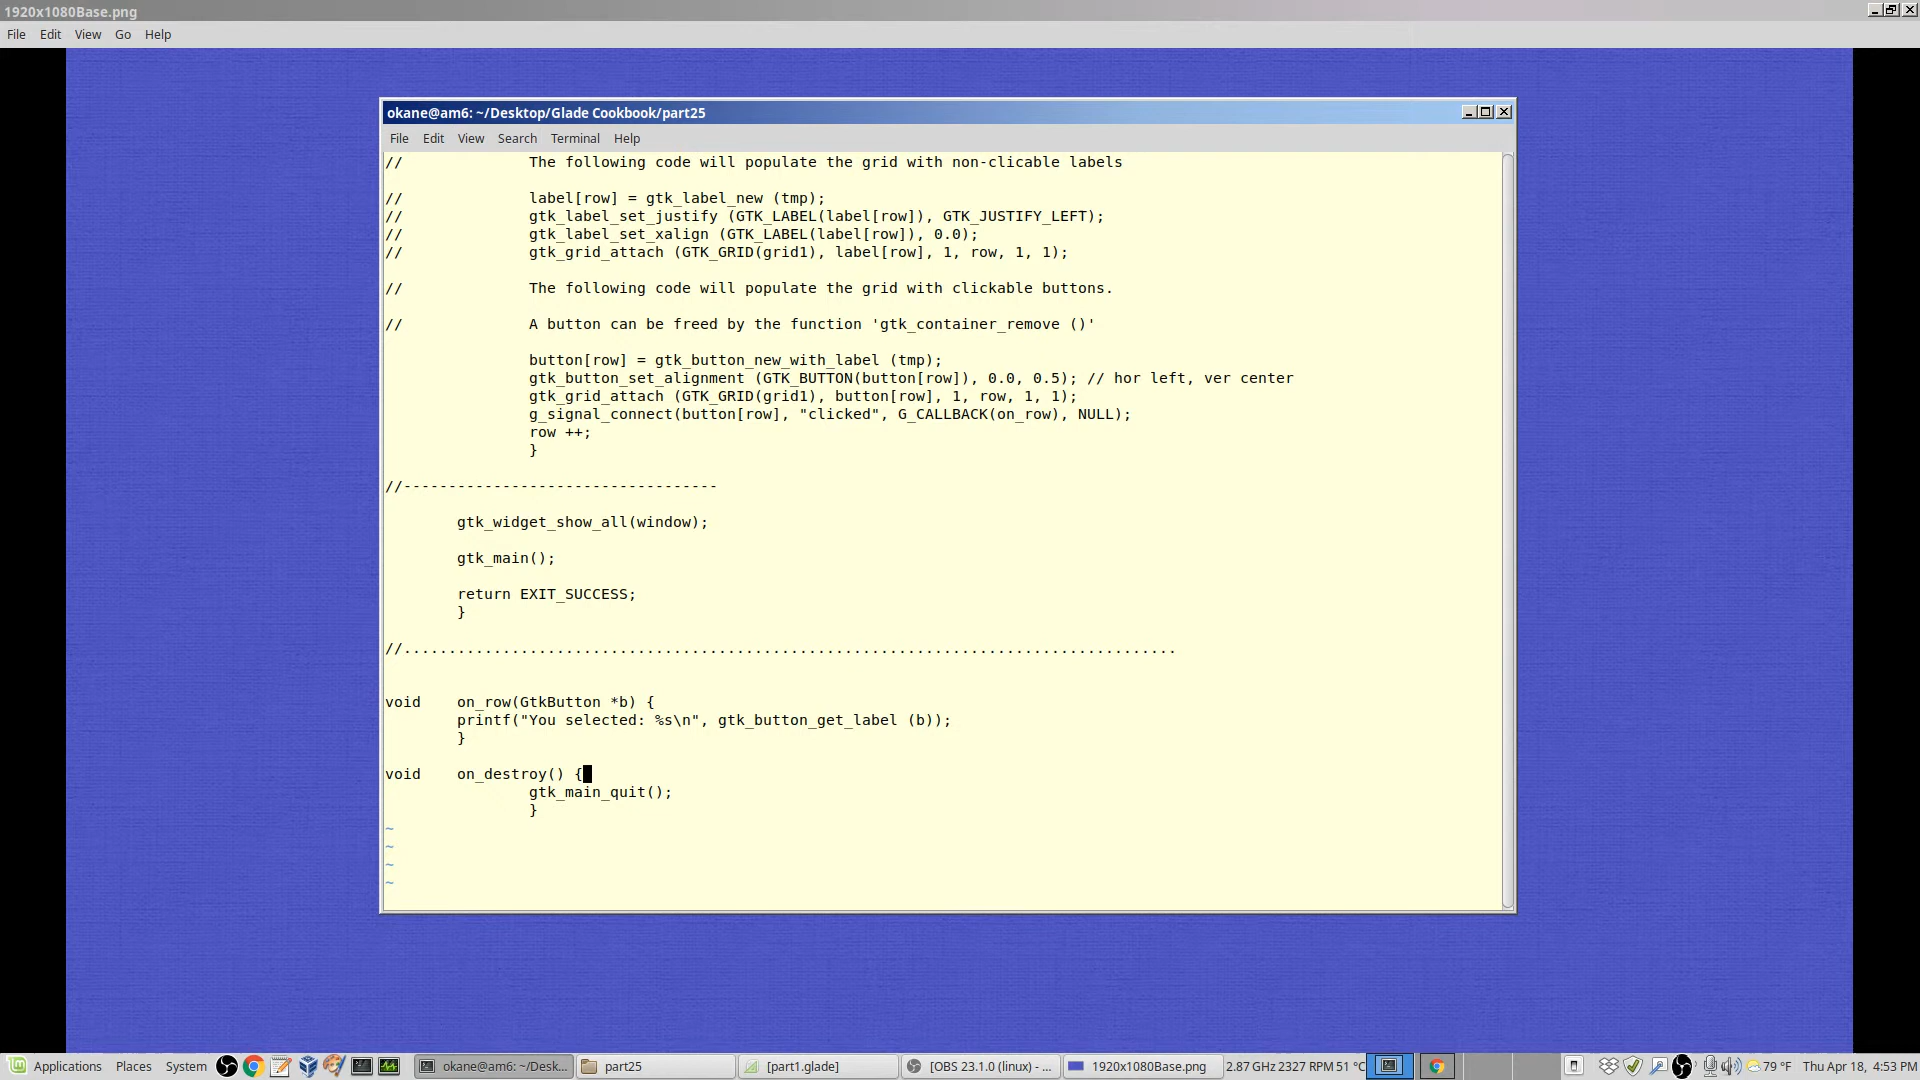 1920x1080Base.png
File Edit View Go Help
okane@am6: ~/Desktop/Glade Cookbook/part25
File Edit View Search Terminal Help
// The following code will populate the grid with non-clicable labels
// label[row] = gtk_label_new (tmp);
// gtk_label_set_justify (GTK_LABEL(label[row]), GTK_JUSTIFY_LEFT);
// gtk_label_set_xalign (GTK_LABEL(label[row]), 0.0);
// gtk_grid_attach (GTK_GRID(grid1), label[row], 1, row, 1, 1);
// The following code will populate the grid with clickable buttons.
// A button can be freed by the function 'gtk_container_remove ()'
button[row] = gtk_button_new_with_label (tmp);
gtk_button_set_alignment (GTK_BUTTON(button[row]), 0.0, 0.5); // hor left, ver center
gtk_grid_attach (GTK_GRID(grid1), button[row], 1, row, 1, 1);
g_signal_connect(button[row], "clicked", G_CALLBACK(on_row), NULL);
row ++;
}
//-----------------------------------
gtk_widget_show_all(window);
gtk_main();
return EXIT_SUCCESS;
}
//......................................................................................
void on_row(GtkButton *b) {
printf("You selected: %s\n", gtk_button_get_label (b));
}
void on_destroy() {
gtk_main_quit();
}
~
~
~
~
Applications Places System okane@am6: ~/Desk... part25 [part1.glade] [OBS 23.1.0 (linux) - ... 1920x1080Base.png 2.87 GHz 2327 RPM 51 °C 79 °F Thu Apr 18, 4:53 PM